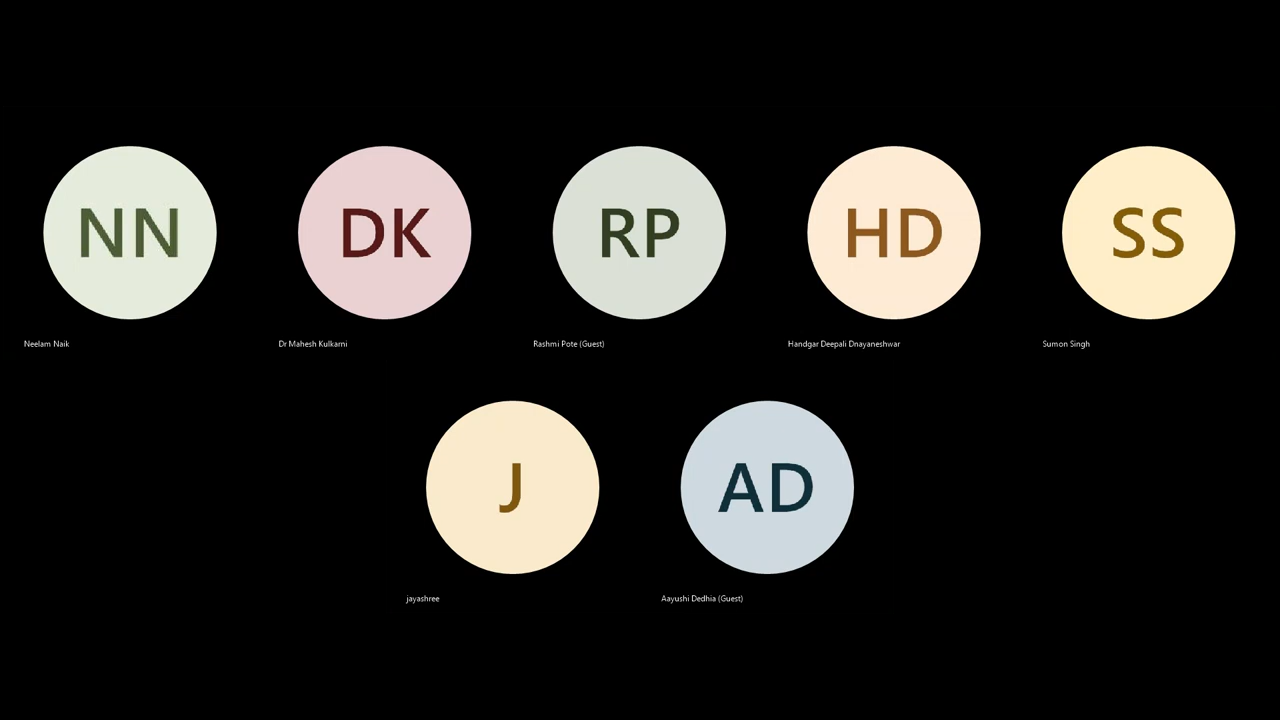 NN
DK
RP
HD
SS
Neelam Naik
Dr Mahesh Kulkarni
Rashmi Pote (Guest)
Handgar Deepali Dnayaneshwar
Sumon Singh
J
AD
jayashree
Aayushi Dedhia (Guest)